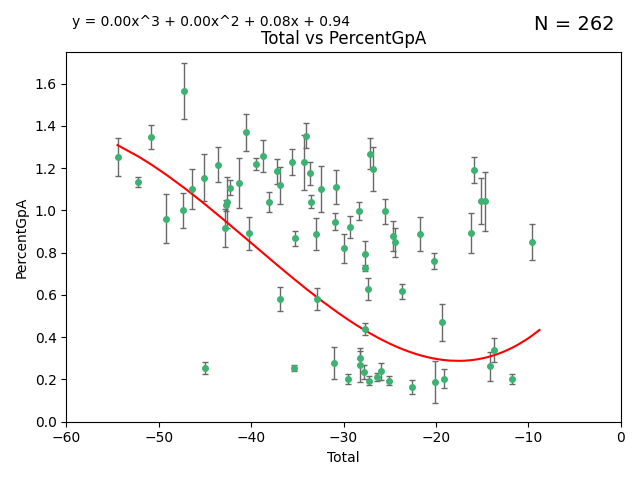 y = 0.00x^3 + 0.00x^2 + 0.08x + 0.94
N = 262
Total vs PercentGpA
PercentGpA
1.6
1.4
1.2
1.0
0.8
0.6
0.4
0.2
0.0
−60 −50 −40 −30 −20 −10 0
Total